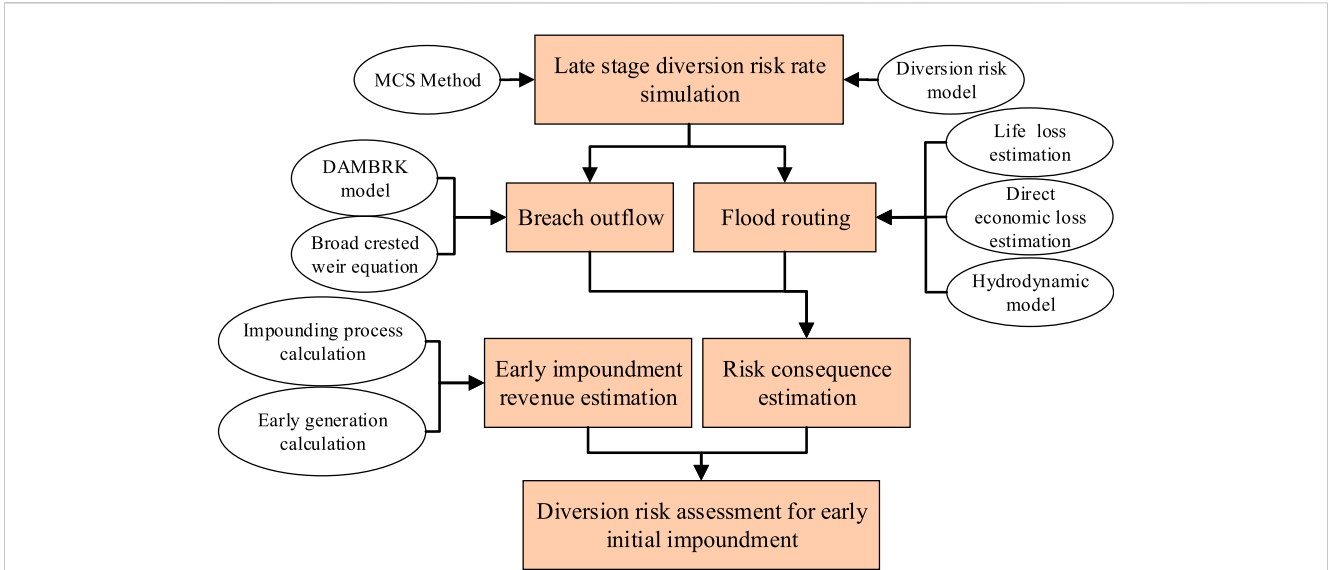 MCS Method
Late stage diversion risk rate
simulation
Diversion risk
model
DAMBRK
model
Broad crested
weir equation
Breach outflow
Flood routing
Life loss
estimation
Direct
economic loss
estimation
Hydrodynamic
model
Impounding process
calculation
Early generation
calculation
Early impoundment
revenue estimation
Risk consequence
estimation
Diversion risk assessment for early
initial impoundment